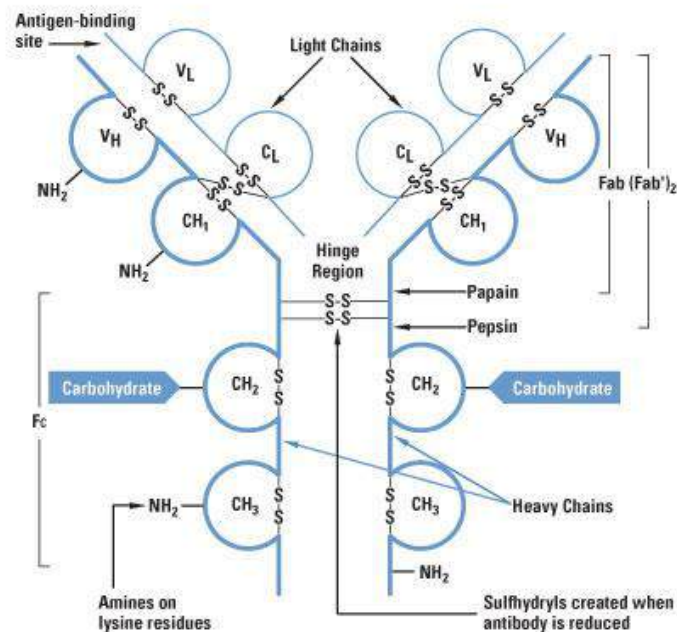 Antigen-binding
site
Light Chains
VL
VL
S-S
S-S
VH
S-S
CL
CL
S-S
VH
NH2
S-S
S-S
S-S
S-S
S-S
S-S
Fab (Fab')2
CH1
CH1
NH2
Hinge
Region
S-S
Papain
S-S
Pepsin
Carbohydrate
CH2
S-S
S-S
CH2
Carbohydrate
Fc
NH2
CH3
S-S
S-S
CH3
Heavy Chains
NH2
Amines on
lysine residues
Sulfhydryls created when
antibody is reduced